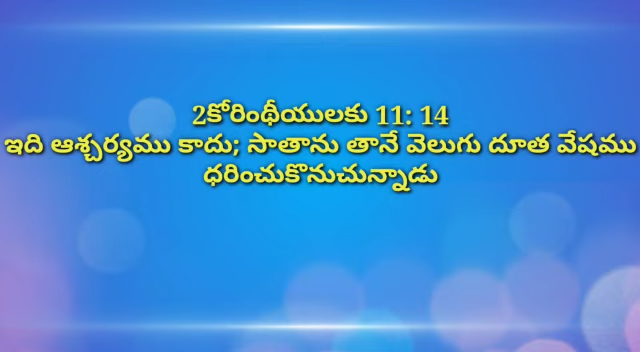 2కోరింథీయులకు 11: 14
ఇది ఆశ్చర్యము కాదు; సాతాను తానే వెలుగు దూత వేషము
ధరించుకొనుచున్నాడు